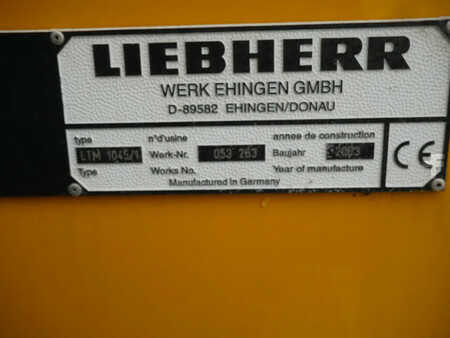 LIEBHERR
WERK EHINGEN GMBH
D-89582 EHINGEN/DONAU
type n°d'usine annee de construction
LTM 1045/1 Werk-Nr. 053 263 Baujahr
Type Works No. Year of manufacture
Manufactured in Germany
CE